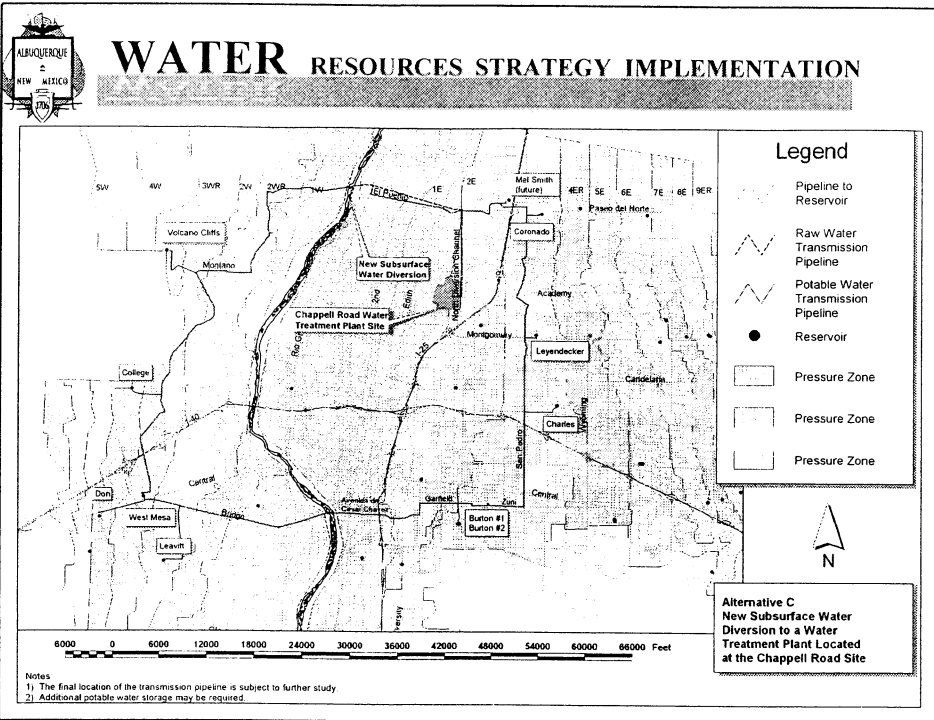 ALBUQUERQUE
NEW MEXICO
1706
WATER RESOURCES STRATEGY IMPLEMENTATION
5W 4W 3WR 2W 2WR 1W El Pueblo 1E 2E Mel Smith (future) 4ER 5E 6E 7E 8E 9ER
Paseo del Norte
Volcano Cliffs
Coronado
Montano
New Subsurface
Water Diversion
2nd
Edith
North Diversion Channel
Academy
Chappell Road Water
Treatment Plant Site
Montgomery
I-25
Leyendecker
College
Candelaria
I-40
Charles
Wyoming
San Pedro
Central
Don
Avenida de
Cesar Chavez
Garfield
Zuni
Central
West Mesa
Bridge
Burton #1
Burton #2
Leavitt
Legend
Pipeline to
Reservoir
Raw Water
Transmission
Pipeline
Potable Water
Transmission
Pipeline
Reservoir
Pressure Zone
Pressure Zone
Pressure Zone
N
Alternative C
New Subsurface Water
Diversion to a Water
Treatment Plant Located
at the Chappell Road Site
6000 0 6000 12000 18000 24000 30000 36000 42000 48000 54000 60000 66000 Feet
Notes
1) The final location of the transmission pipeline is subject to further study.
2) Additional potable water storage may be required.